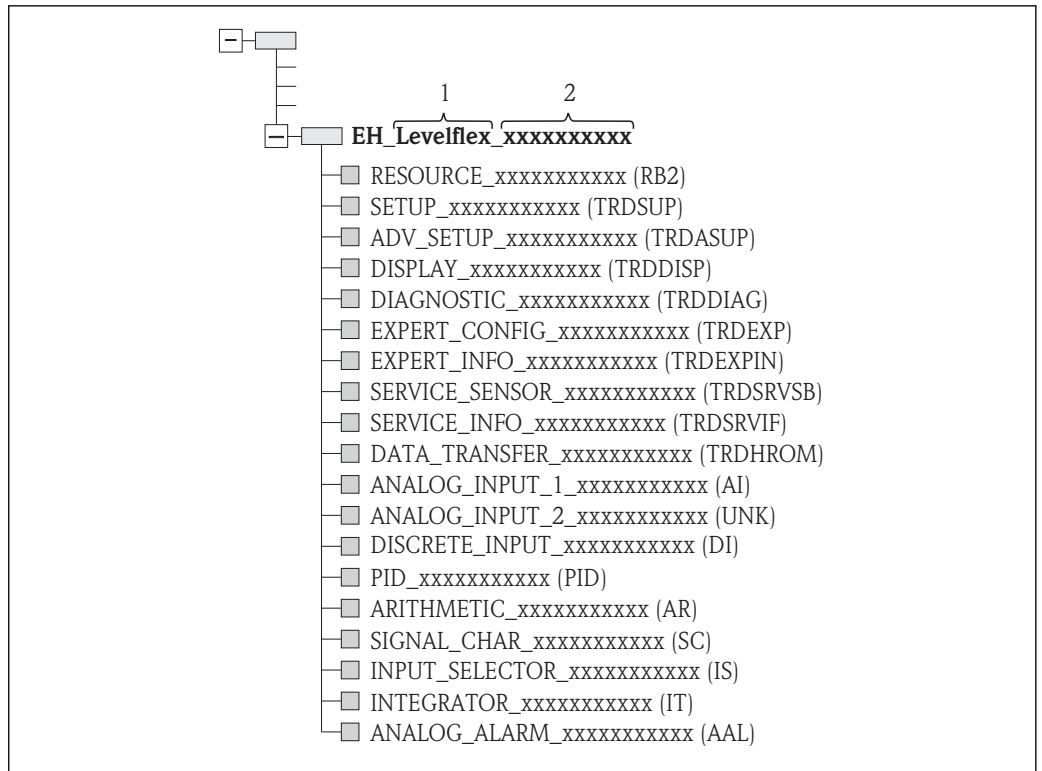 1 2
EH_Levelflex_xxxxxxxxxx
RESOURCE_xxxxxxxxxxx (RB2)
SETUP_xxxxxxxxxxx (TRDSUP)
ADV_SETUP_xxxxxxxxxxx (TRDASUP)
DISPLAY_xxxxxxxxxxx (TRDDISP)
DIAGNOSTIC_xxxxxxxxxxx (TRDDIAG)
EXPERT_CONFIG_xxxxxxxxxxx (TRDEXP)
EXPERT_INFO_xxxxxxxxxxx (TRDEXPIN)
SERVICE_SENSOR_xxxxxxxxxxx (TRDSRVSB)
SERVICE_INFO_xxxxxxxxxxx (TRDSRVIF)
DATA_TRANSFER_xxxxxxxxxxx (TRDHROM)
ANALOG_INPUT_1_xxxxxxxxxxx (AI)
ANALOG_INPUT_2_xxxxxxxxxxx (UNK)
DISCRETE_INPUT_xxxxxxxxxxx (DI)
PID_xxxxxxxxxxx (PID)
ARITHMETIC_xxxxxxxxxxx (AR)
SIGNAL_CHAR_xxxxxxxxxxx (SC)
INPUT_SELECTOR_xxxxxxxxxxx (IS)
INTEGRATOR_xxxxxxxxxxx (IT)
ANALOG_ALARM_xxxxxxxxxxx (AAL)